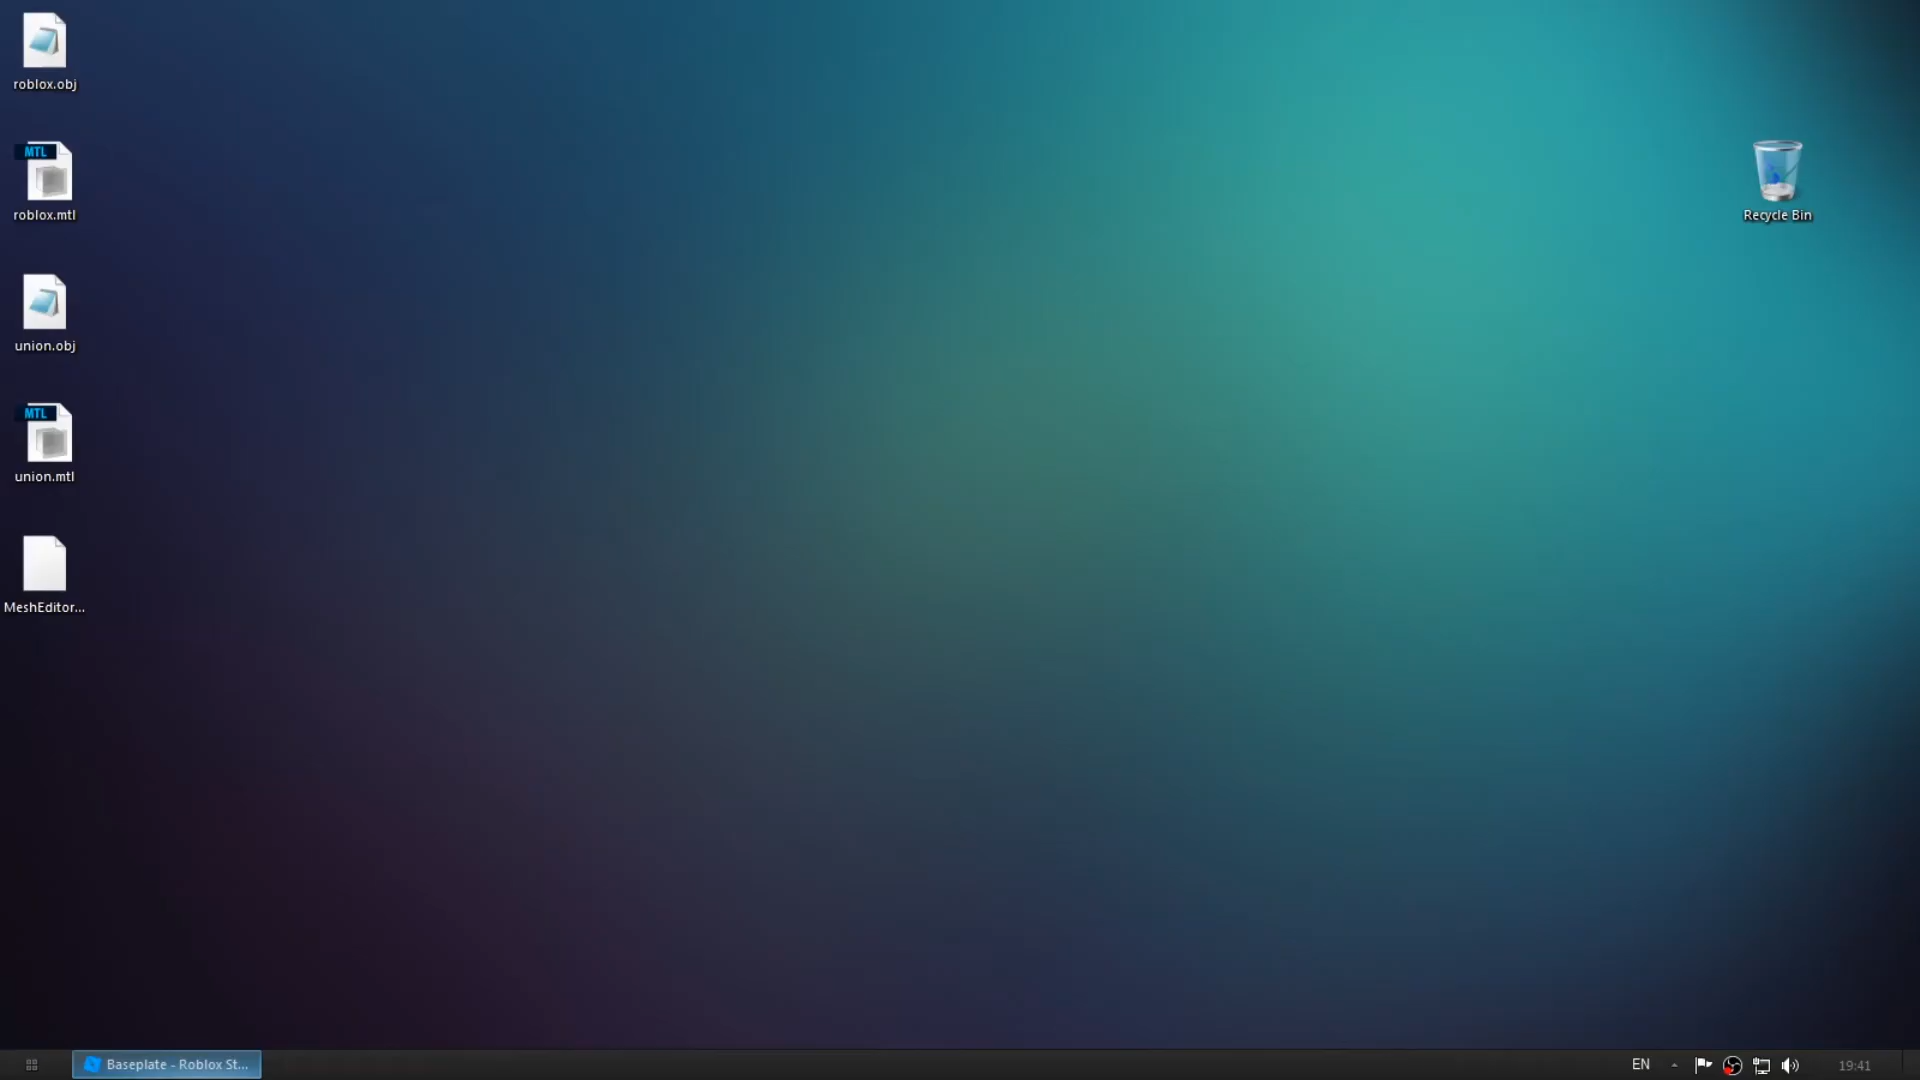 roblox.obj
MTL
roblox.mtl
union.obj
MTL
union.mtl
MeshEditor...
Recycle Bin
Baseplate - Roblox St...
EN
19:41